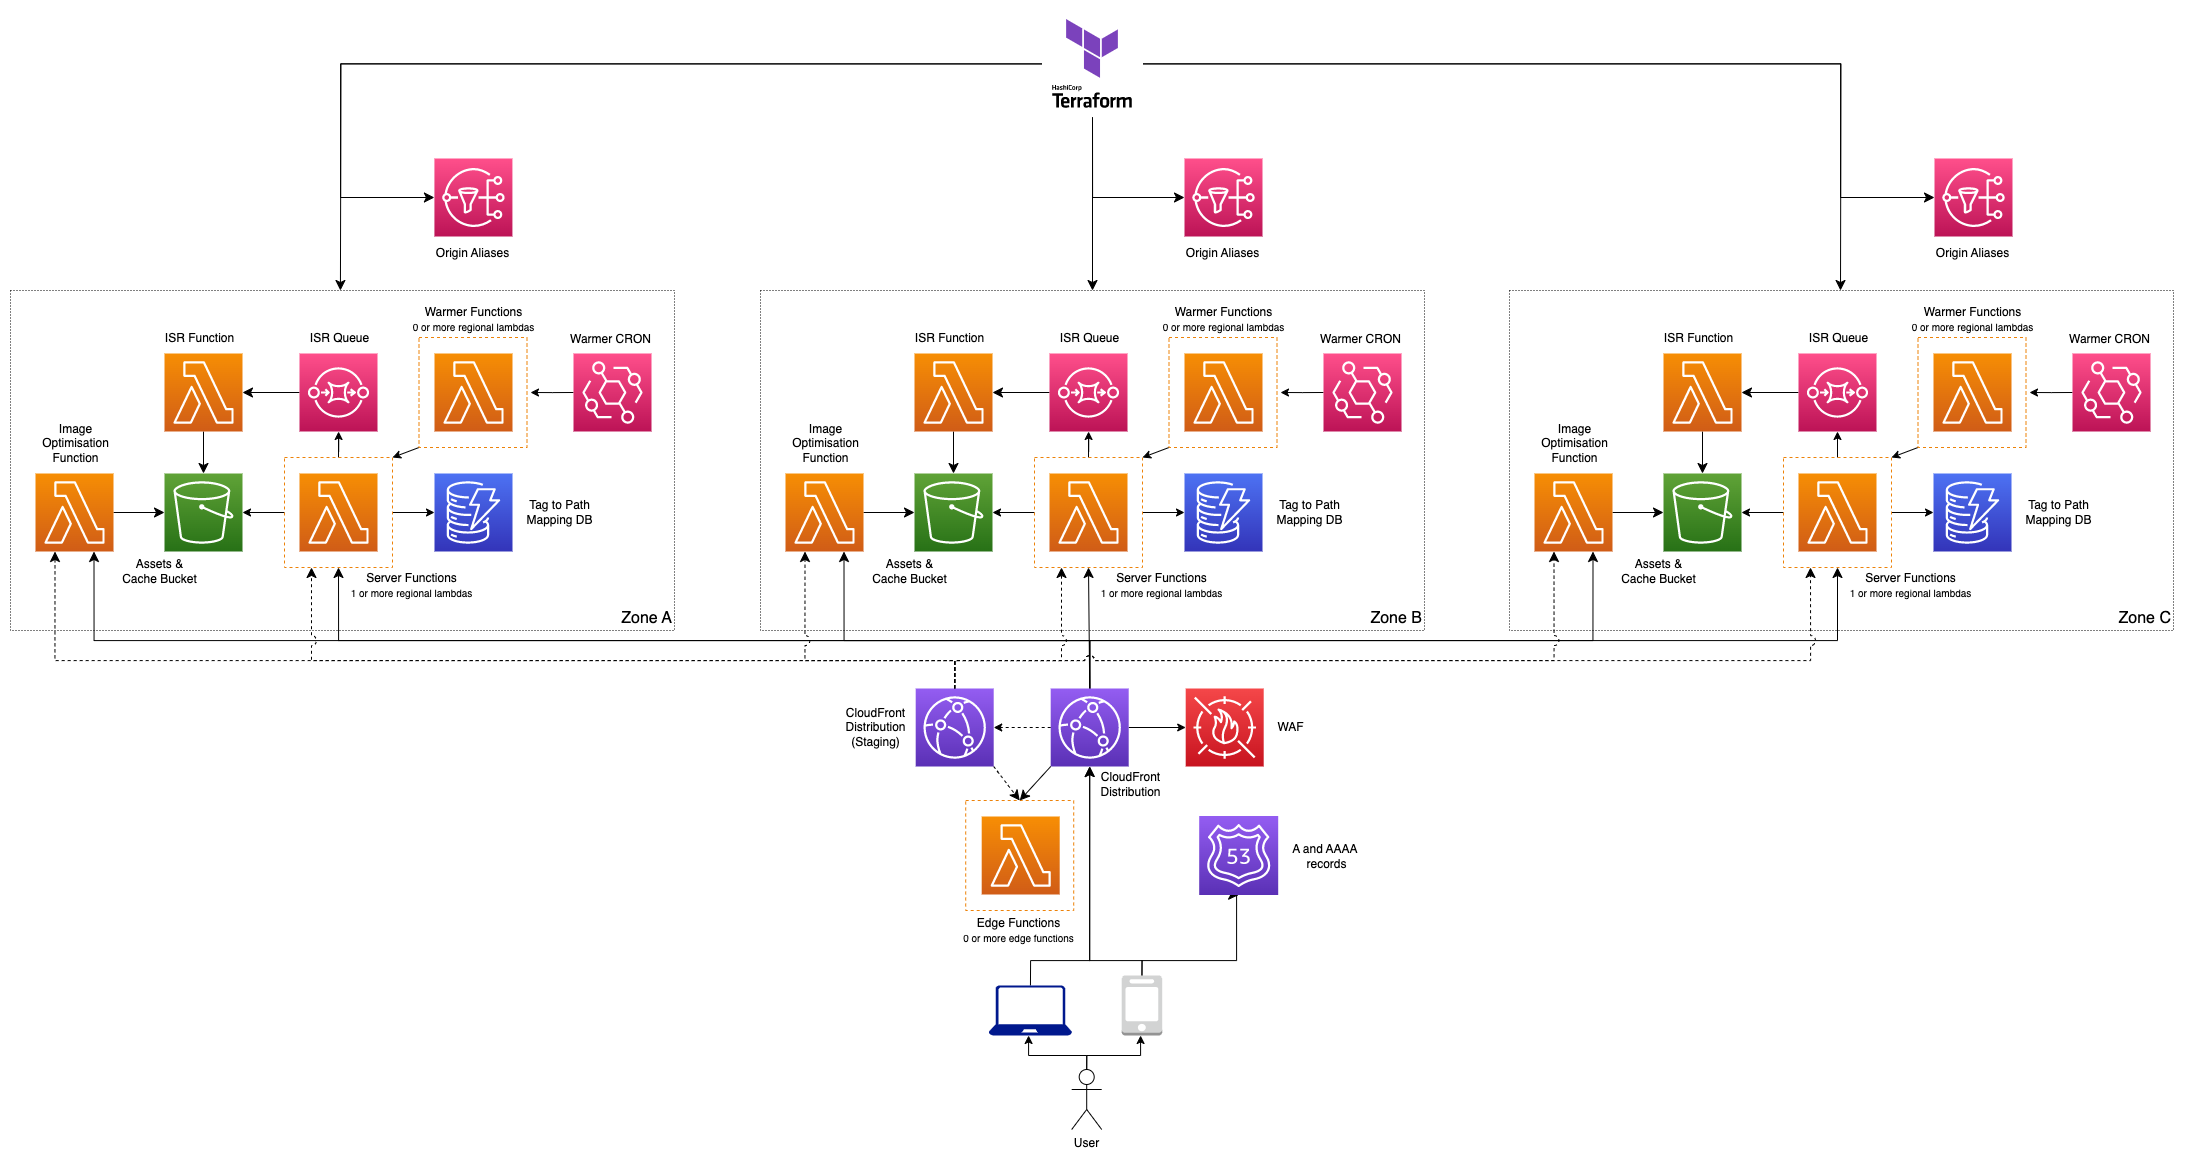 HashiCorp
Terraform
Origin Aliases
Origin Aliases
Origin Aliases
Warmer Functions
0 or more regional lambdas
ISR Function
ISR Queue
Warmer CRON
Image
Optimisation
Function
Tag to Path
Mapping DB
Assets &
Cache Bucket
Server Functions
1 or more regional lambdas
Zone A
Warmer Functions
0 or more regional lambdas
ISR Function
ISR Queue
Warmer CRON
Image
Optimisation
Function
Tag to Path
Mapping DB
Assets &
Cache Bucket
Server Functions
1 or more regional lambdas
Zone B
Warmer Functions
0 or more regional lambdas
ISR Function
ISR Queue
Warmer CRON
Image
Optimisation
Function
Tag to Path
Mapping DB
Assets &
Cache Bucket
Server Functions
1 or more regional lambdas
Zone C
CloudFront
Distribution
(Staging)
WAF
CloudFront
Distribution
53
A and AAAA
records
Edge Functions
0 or more edge functions
User